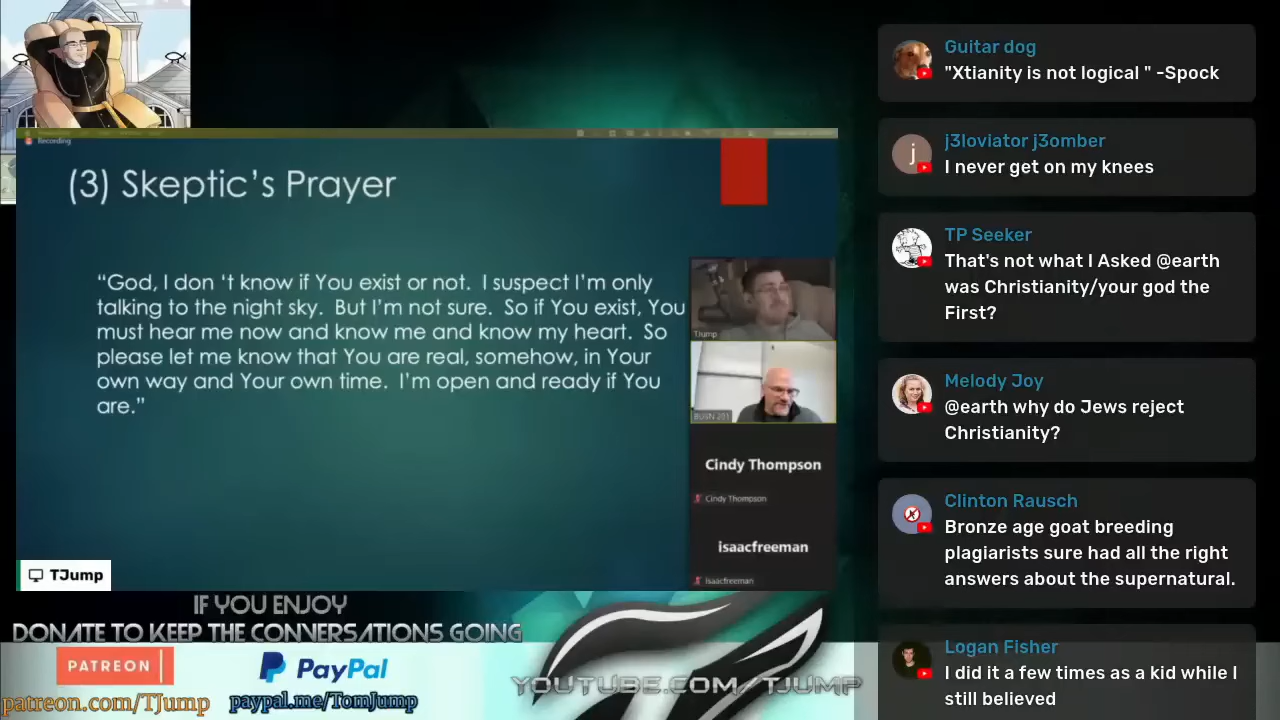 Recording
(3) Skeptic's Prayer
“God, I don ‘t know if You exist or not.  I suspect I’m only
talking to the night sky.  But I’m not sure.  So if You exist, You
must hear me now and know me and know my heart.  So
please let me know that You are real, somehow, in Your
own way and Your own time.  I’m open and ready if You
are.”
TJump
Cindy Thompson
Cindy Thompson
isaacfreeman
isaacfreeman
TJump
IF YOU ENJOY
DONATE TO KEEP THE CONVERSATIONS GOING
PATREON
PayPal
patreon.com/TJump
paypal.me/TomJump
YOUTUBE.COM/TJUMP
Guitar dog
"Xtianity is not logical " -Spock
j
j3loviator j3omber
I never get on my knees
TP Seeker
That's not what I Asked @earth
was Christianity/your god the
First?
Melody Joy
@earth why do Jews reject
Christianity?
Clinton Rausch
Bronze age goat breeding
plagiarists sure had all the right
answers about the supernatural.
Logan Fisher
I did it a few times as a kid while I
still believed